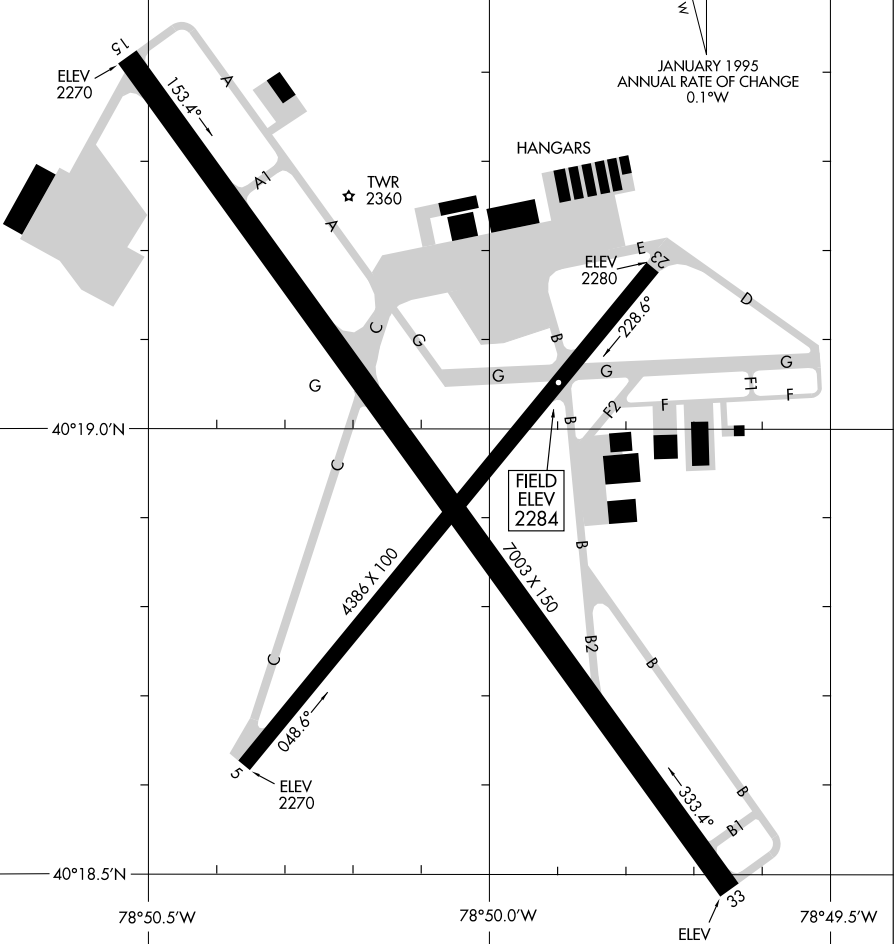 W
JANUARY 1995
ANNUAL RATE OF CHANGE
0.1°W
15
ELEV
2270
153.4°
A
A1
A
TWR
2360
HANGARS
E
23
ELEV
2280
228.6°
D
C
G
B
G
G
G
G
F1
F
F2
F
B
40°19.0'N
C
FIELD
ELEV
2284
B
4386 X 100
7003 X 150
C
B2
B
048.6°
5
ELEV
2270
333.4°
B
B1
40°18.5'N
33
78°50.5'W
78°50.0'W
78°49.5'W
ELEV